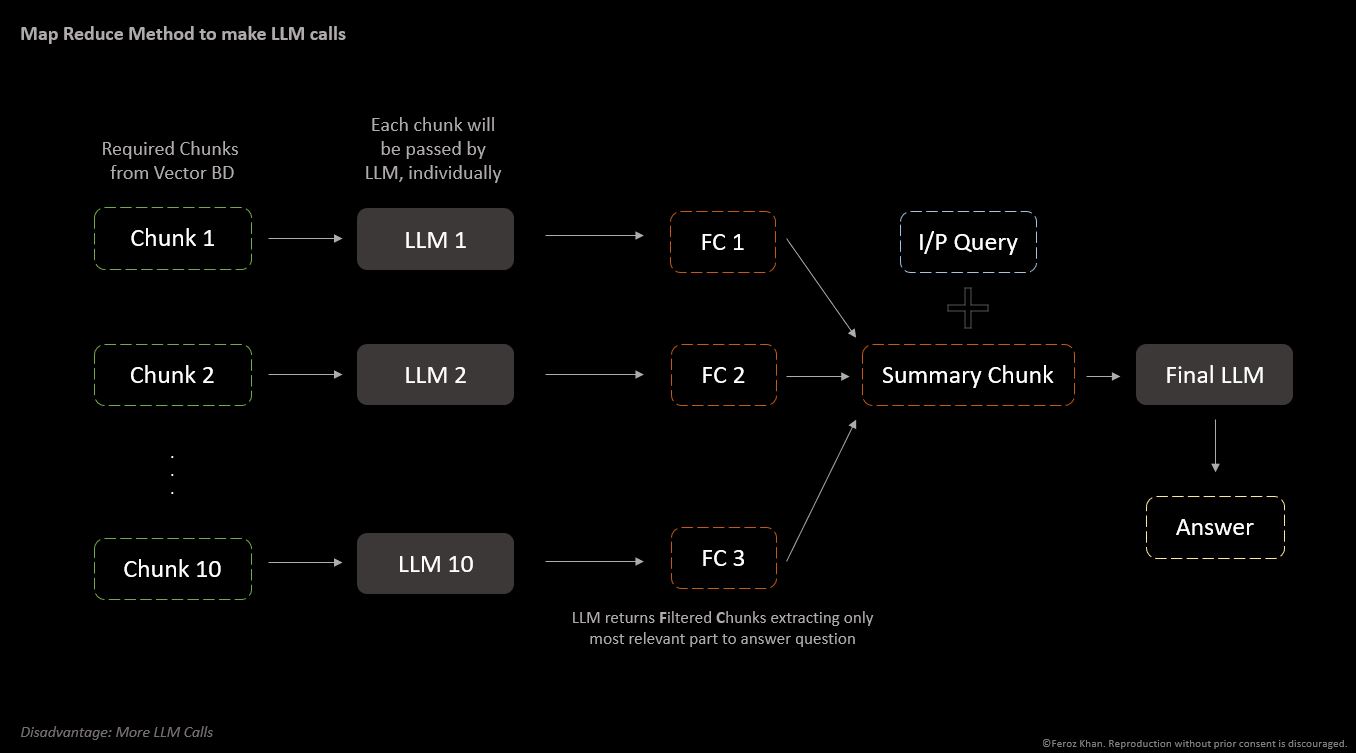 Map Reduce Method to make LLM calls
Required Chunks
from Vector BD
Each chunk will
be passed by
LLM, individually
Chunk 1
LLM 1
FC 1
I/P Query
Chunk 2
LLM 2
FC 2
Summary Chunk
Final LLM
Answer
Chunk 10
LLM 10
FC 3
LLM returns Filtered Chunks extracting only
most relevant part to answer question
Disadvantage: More LLM Calls
©Feroz Khan. Reproduction without prior consent is discouraged.